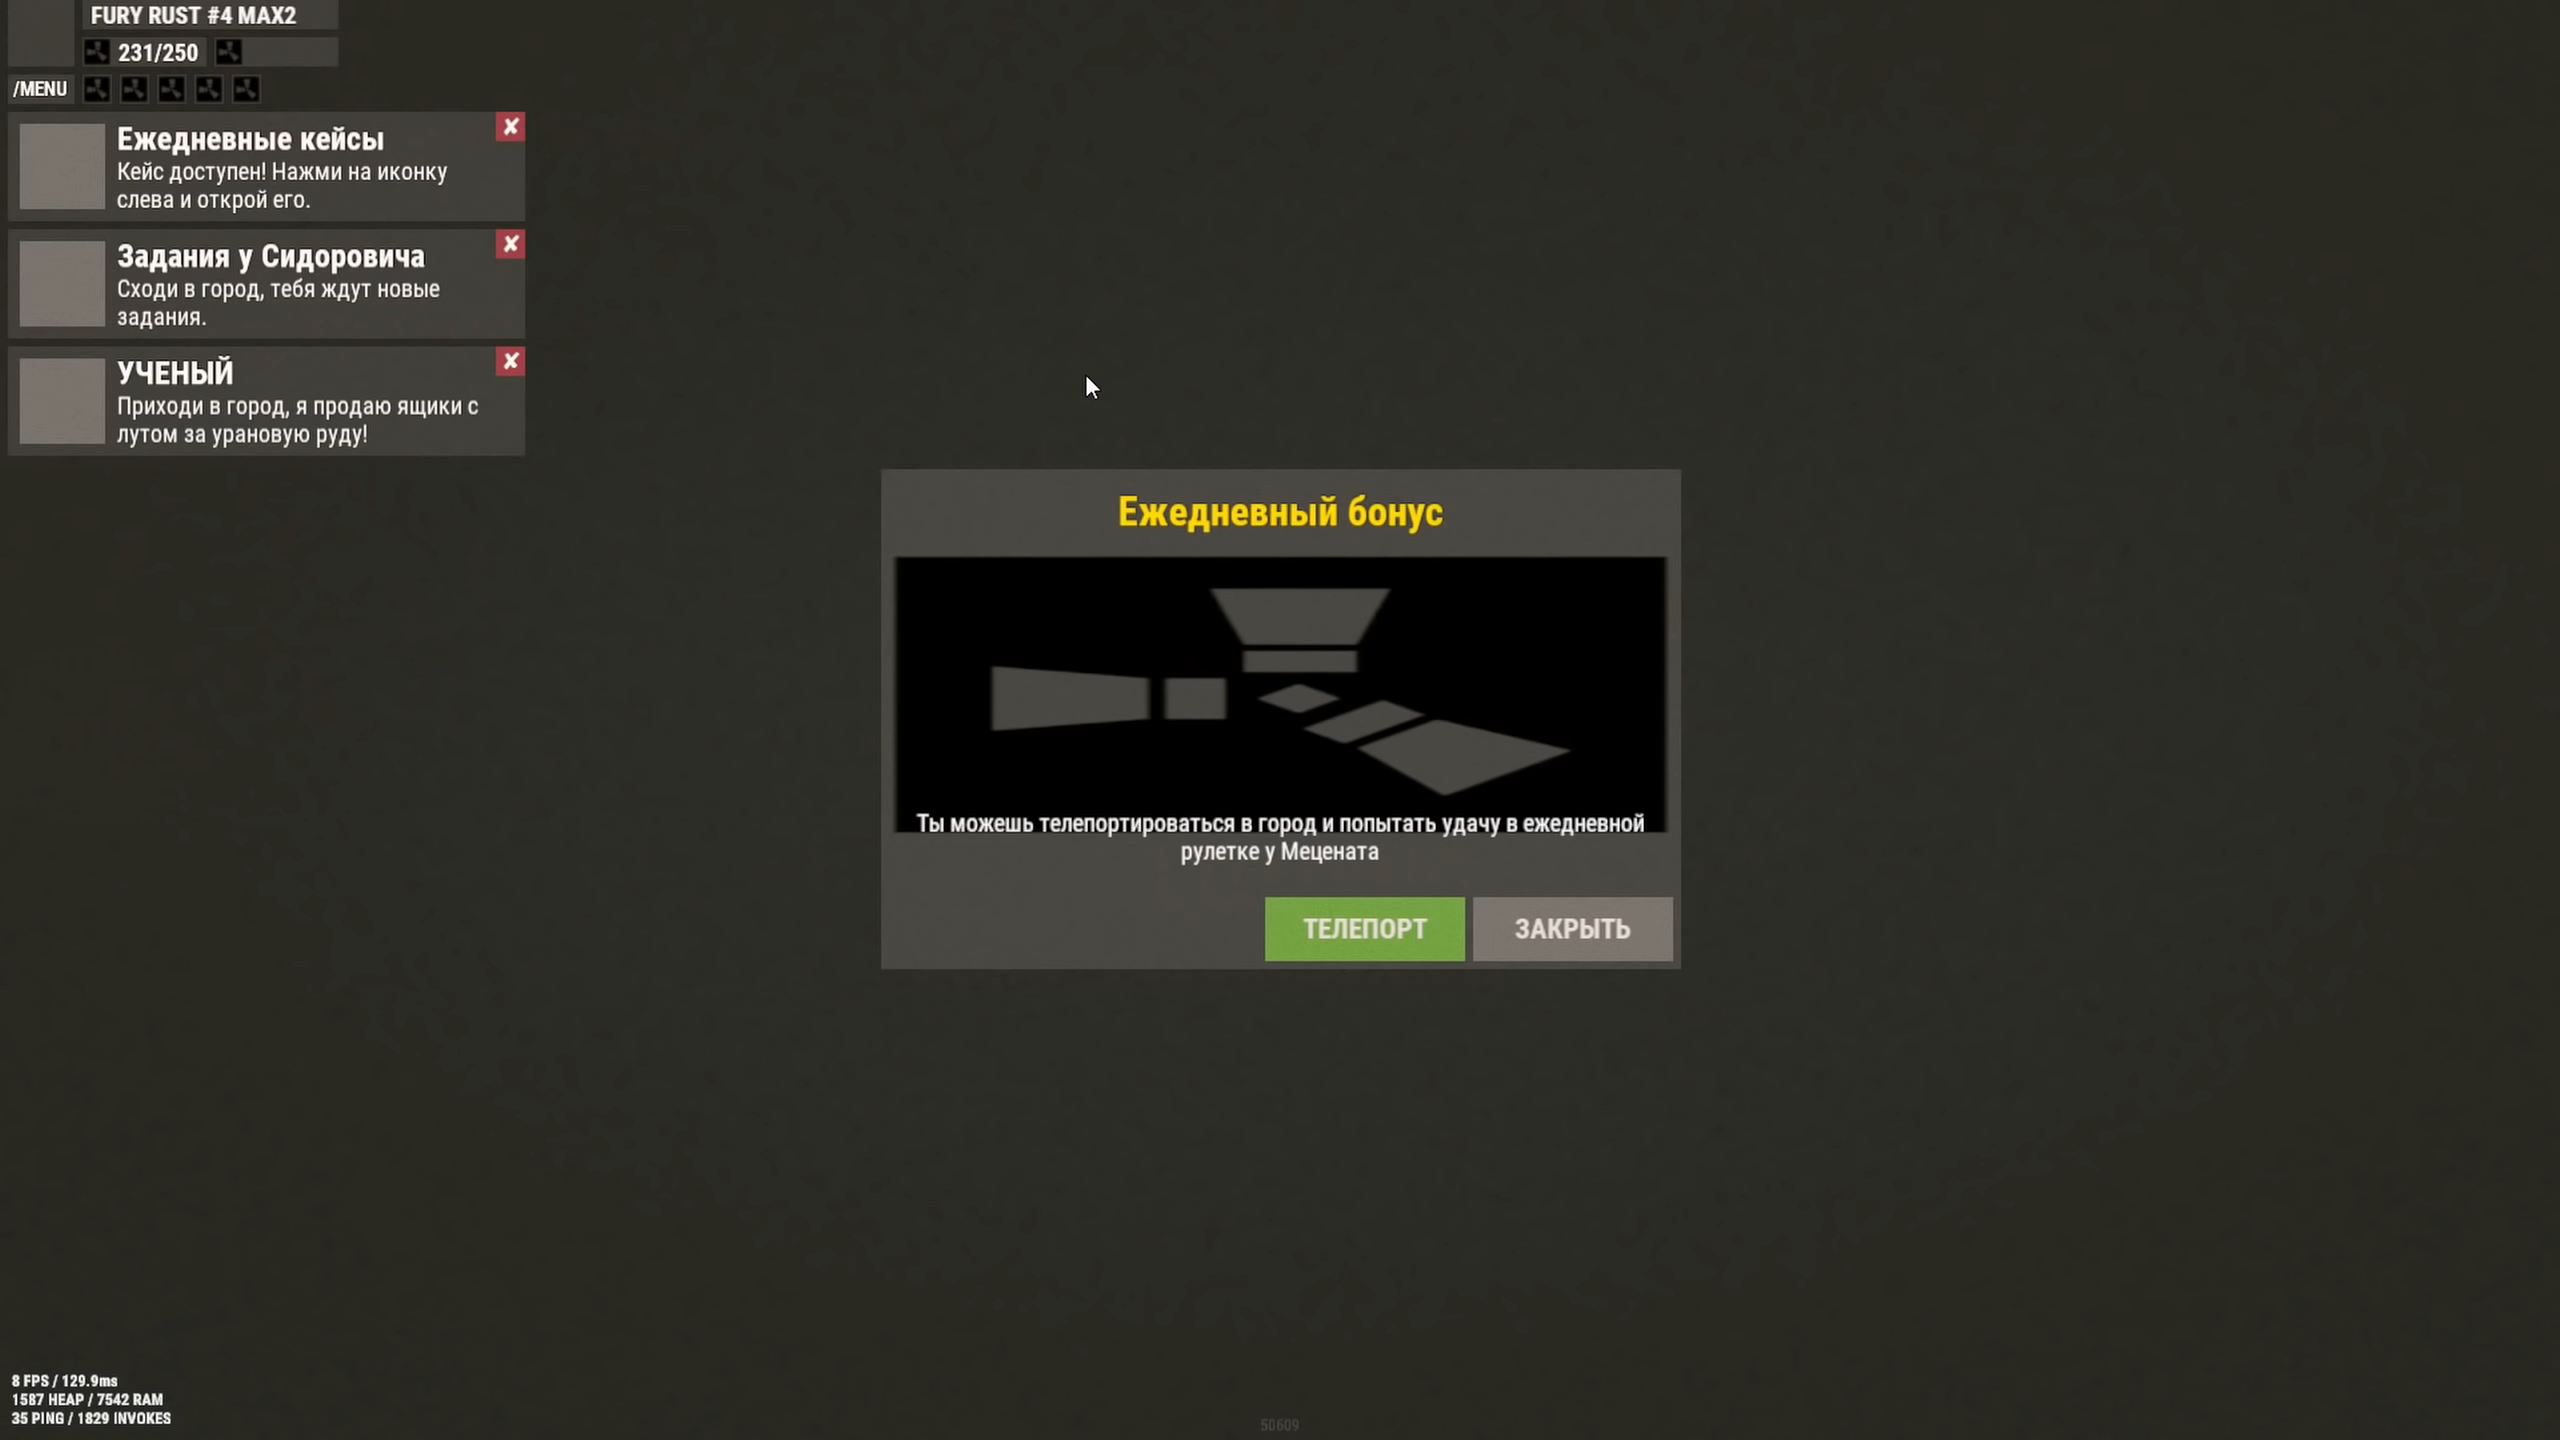 FURY RUST #4 MAX2
231/250
/MENU
Ежедневные кейсы
Кейс доступен! Нажми на иконку
слева и открой его.
Задания у Сидоровича
Сходи в город, тебя ждут новые
задания.
УЧЕНЫЙ
Приходи в город, я продаю ящики с
лутом за урановую руду!
Ежедневный бонус
Ты можешь телепортироваться в город и попытать удачу в ежедневной
рулетке у Мецената
ТЕЛЕПОРТ
ЗАКРЫТЬ
8 FPS / 129.9ms
1587 HEAP / 7542 RAM
35 PING / 1829 INVOKES
50609